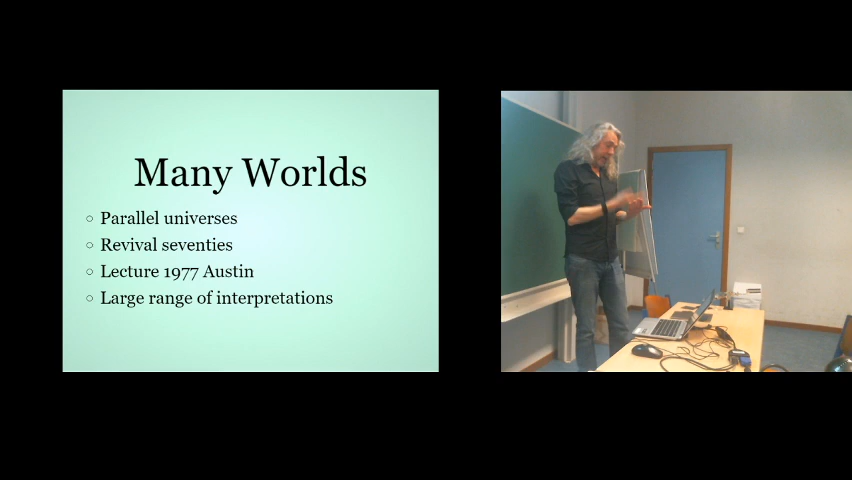 Many Worlds
Parallel universes
Revival seventies
Lecture 1977 Austin
Large range of interpretations